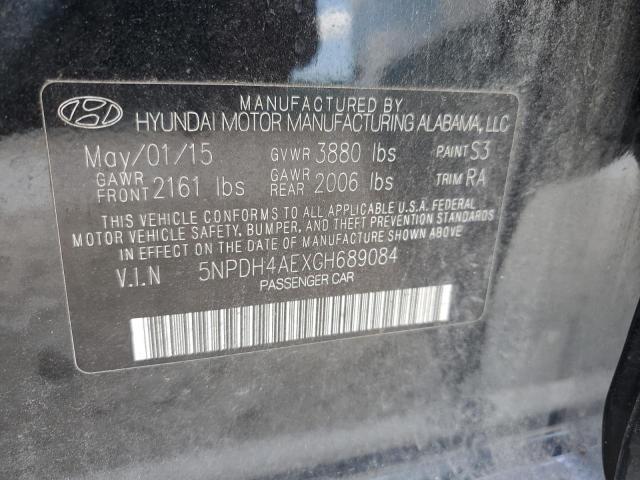 MANUFACTURED BY
HYUNDAI MOTOR MANUFACTURING ALABAMA, LLC
May/01/15 GVWR 3880 lbs PAINT S3
GAWR FRONT 2161 lbs GAWR REAR 2006 lbs TRIM RA
THIS VEHICLE CONFORMS TO ALL APPLICABLE U.S.A. FEDERAL
MOTOR VEHICLE SAFETY, BUMPER, AND THEFT PREVENTION STANDARDS
IN EFFECT ON THE DATE OF MANUFACTURE SHOWN ABOVE.
V.I.N 5NPDH4AEXGH689084
PASSENGER CAR